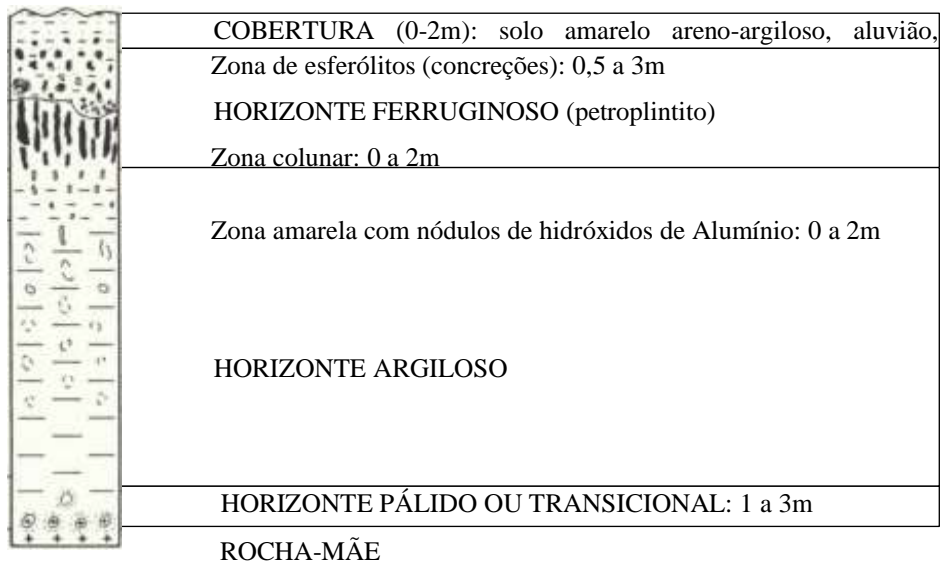 COBERTURA (0-2m): solo amarelo areno-argiloso, aluvião,
Zona de esferólitos (concreções): 0,5 a 3m
HORIZONTE FERRUGINOSO (petroplintito)
Zona colunar: 0 a 2m
Zona amarela com nódulos de hidróxidos de Alumínio: 0 a 2m
HORIZONTE ARGILOSO
HORIZONTE PÁLIDO OU TRANSICIONAL: 1 a 3m
ROCHA-MÃE